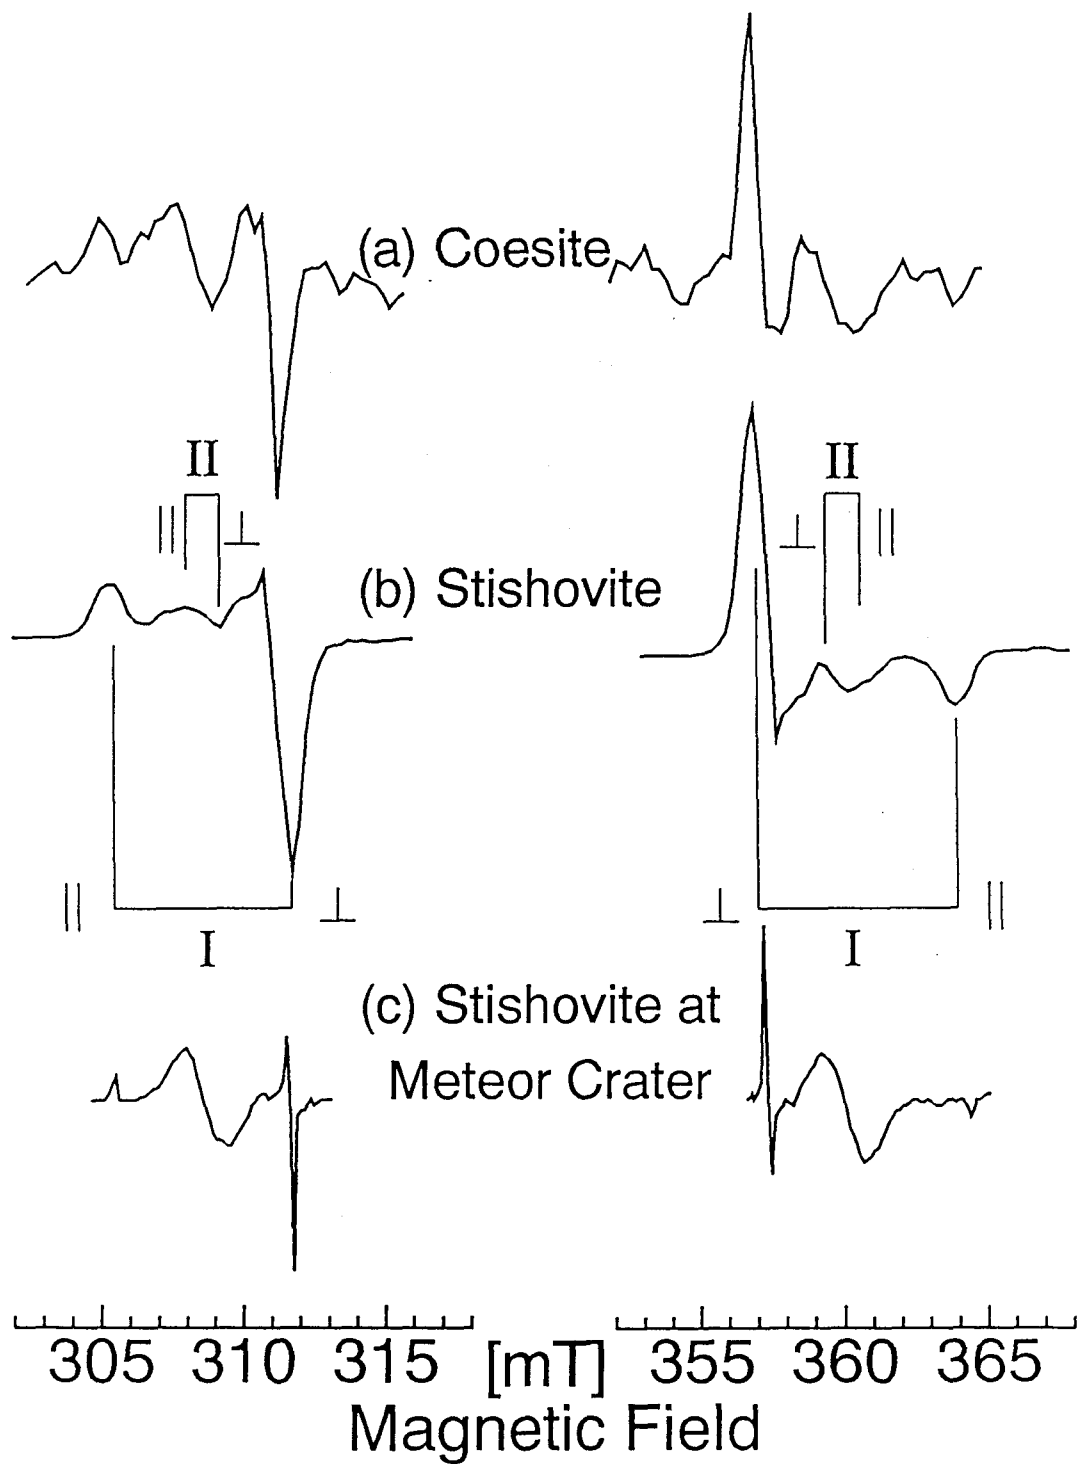 (a) Coesite
II
II
|| ⊥
⊥ ||
(b) Stishovite
|| ⊥
⊥ ||
I
I
(c) Stishovite at
Meteor Crater
305 310 315 [mT] 355 360 365
Magnetic Field